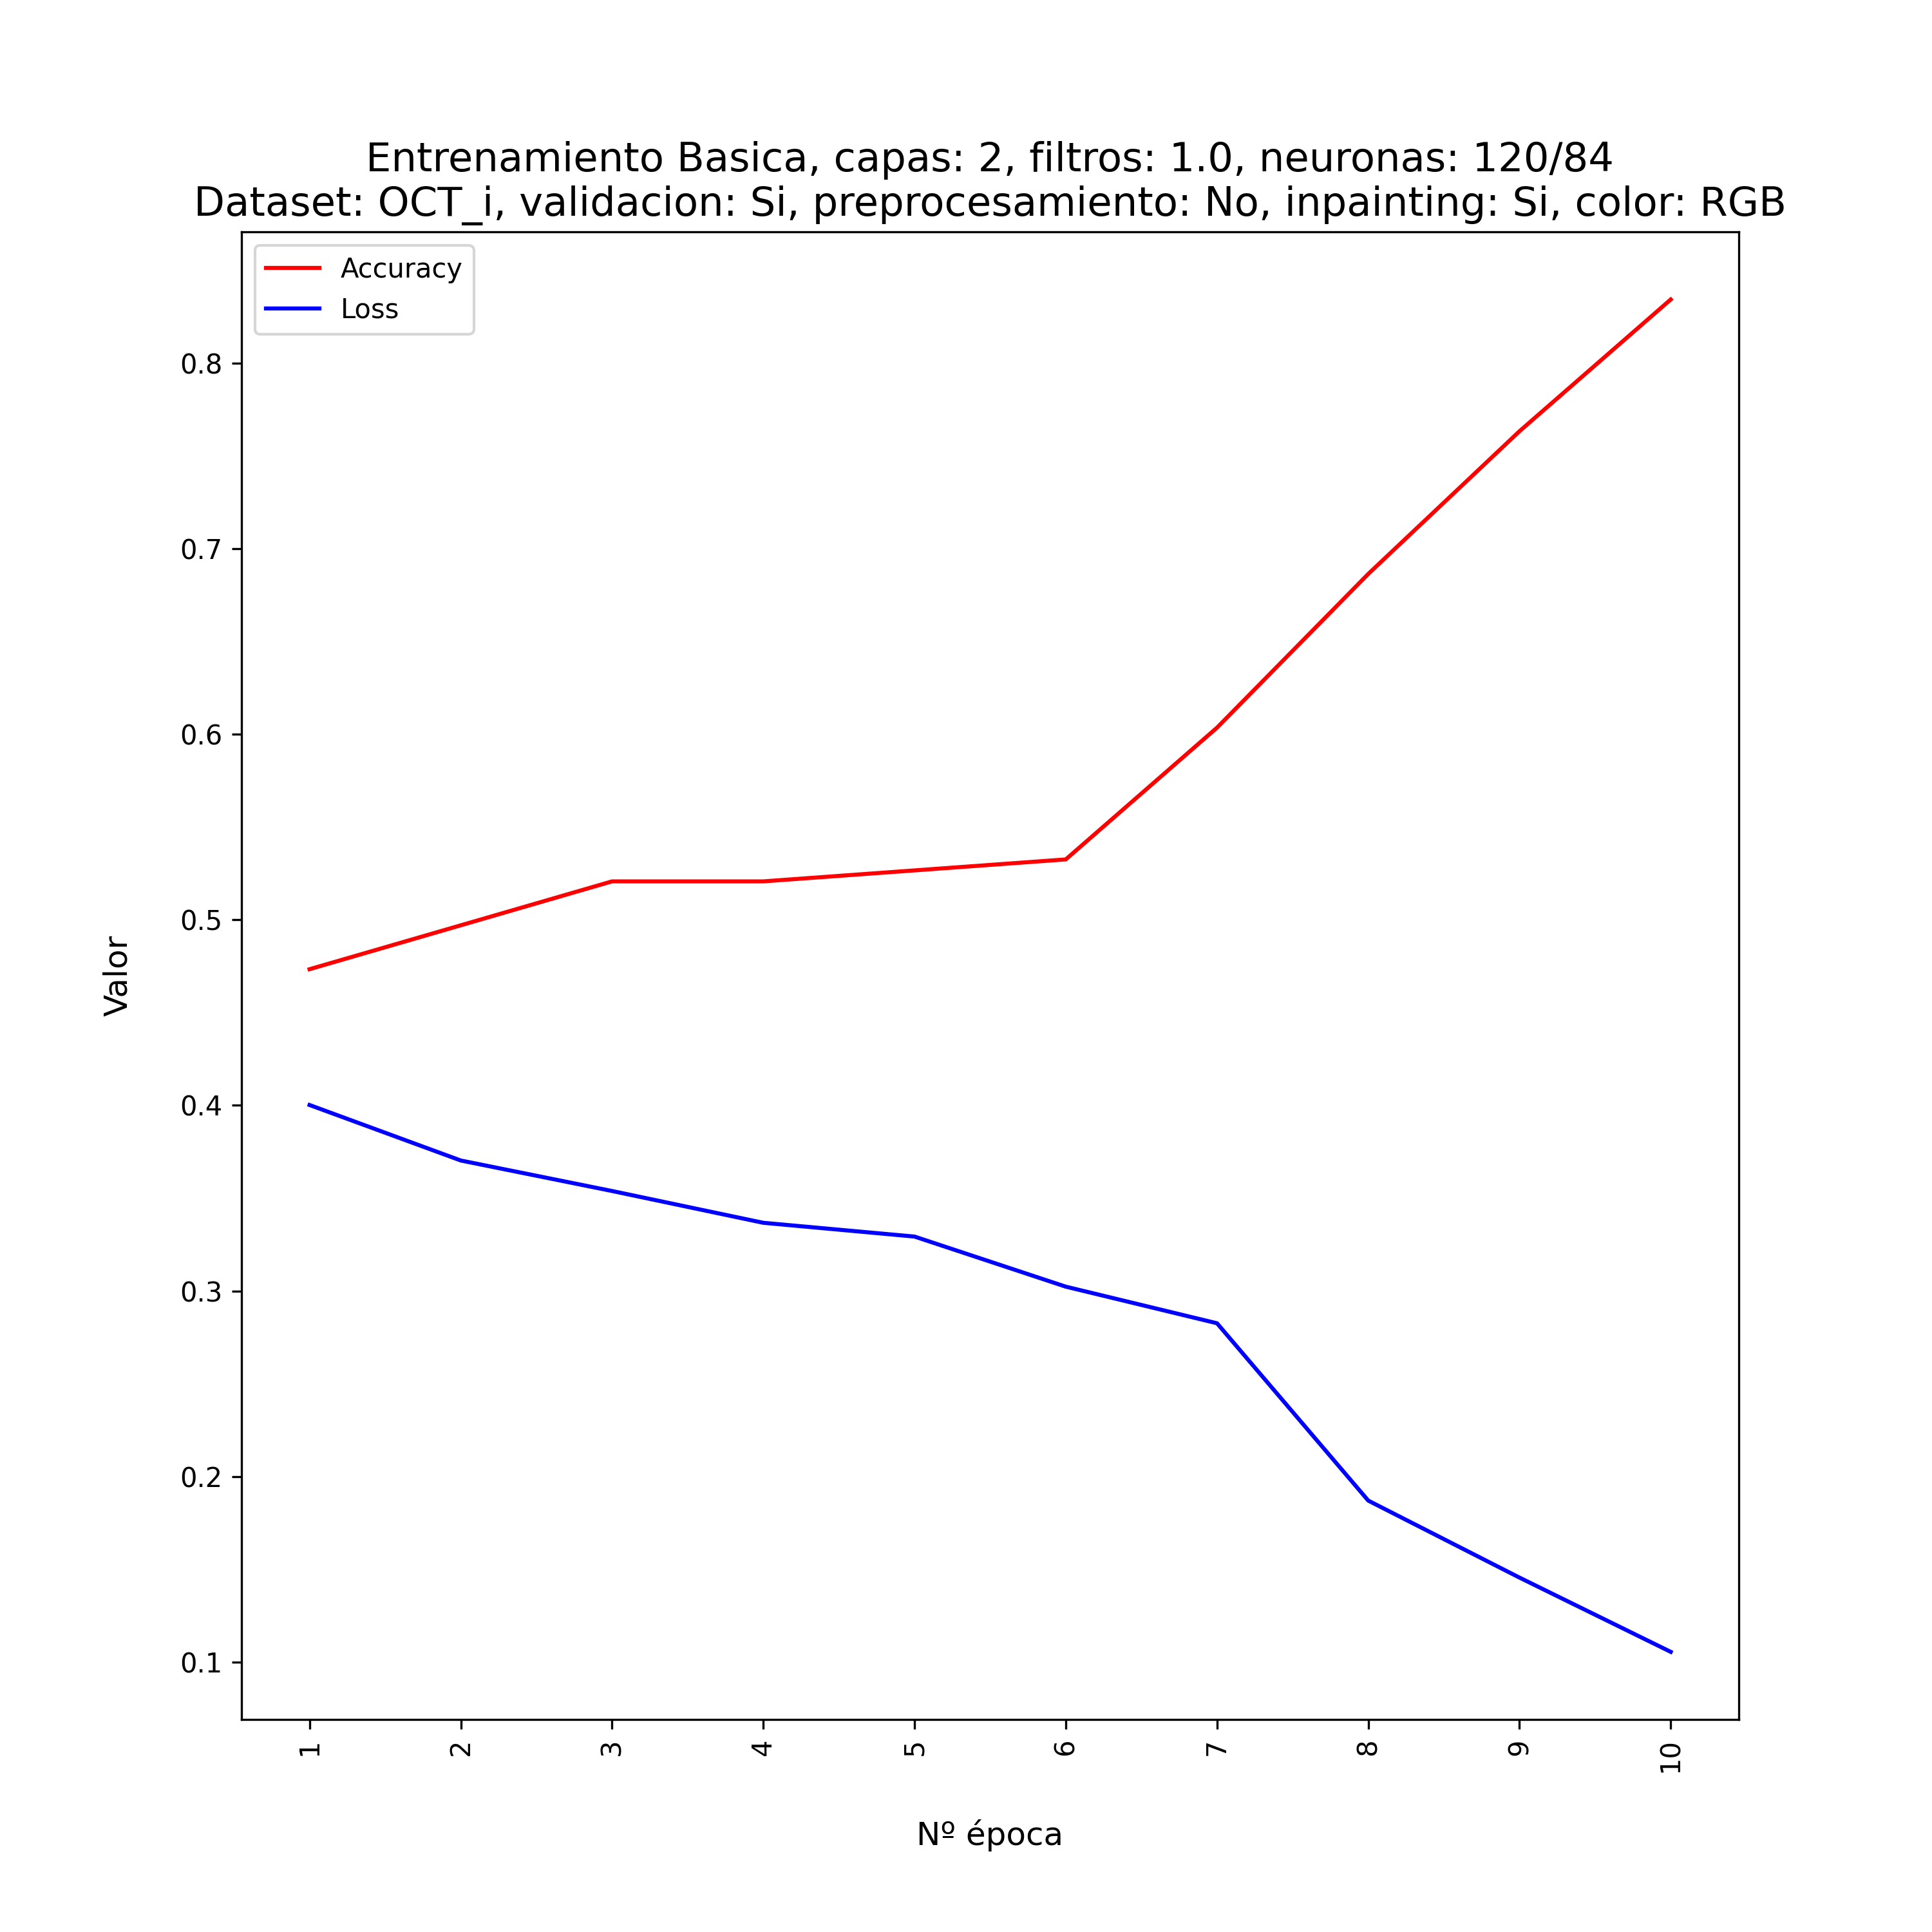 Entrenamiento Basica, capas: 2, filtros: 1.0, neuronas: 120/84
Dataset: OCT_i, validacion: Si, preprocesamiento: No, inpainting: Si, color: RGB
Accuracy
Loss
0.8
0.7
0.6
0.5
0.4
0.3
0.2
0.1
Valor
1 2 3 4 5 6 7 8 9 10
Nº época